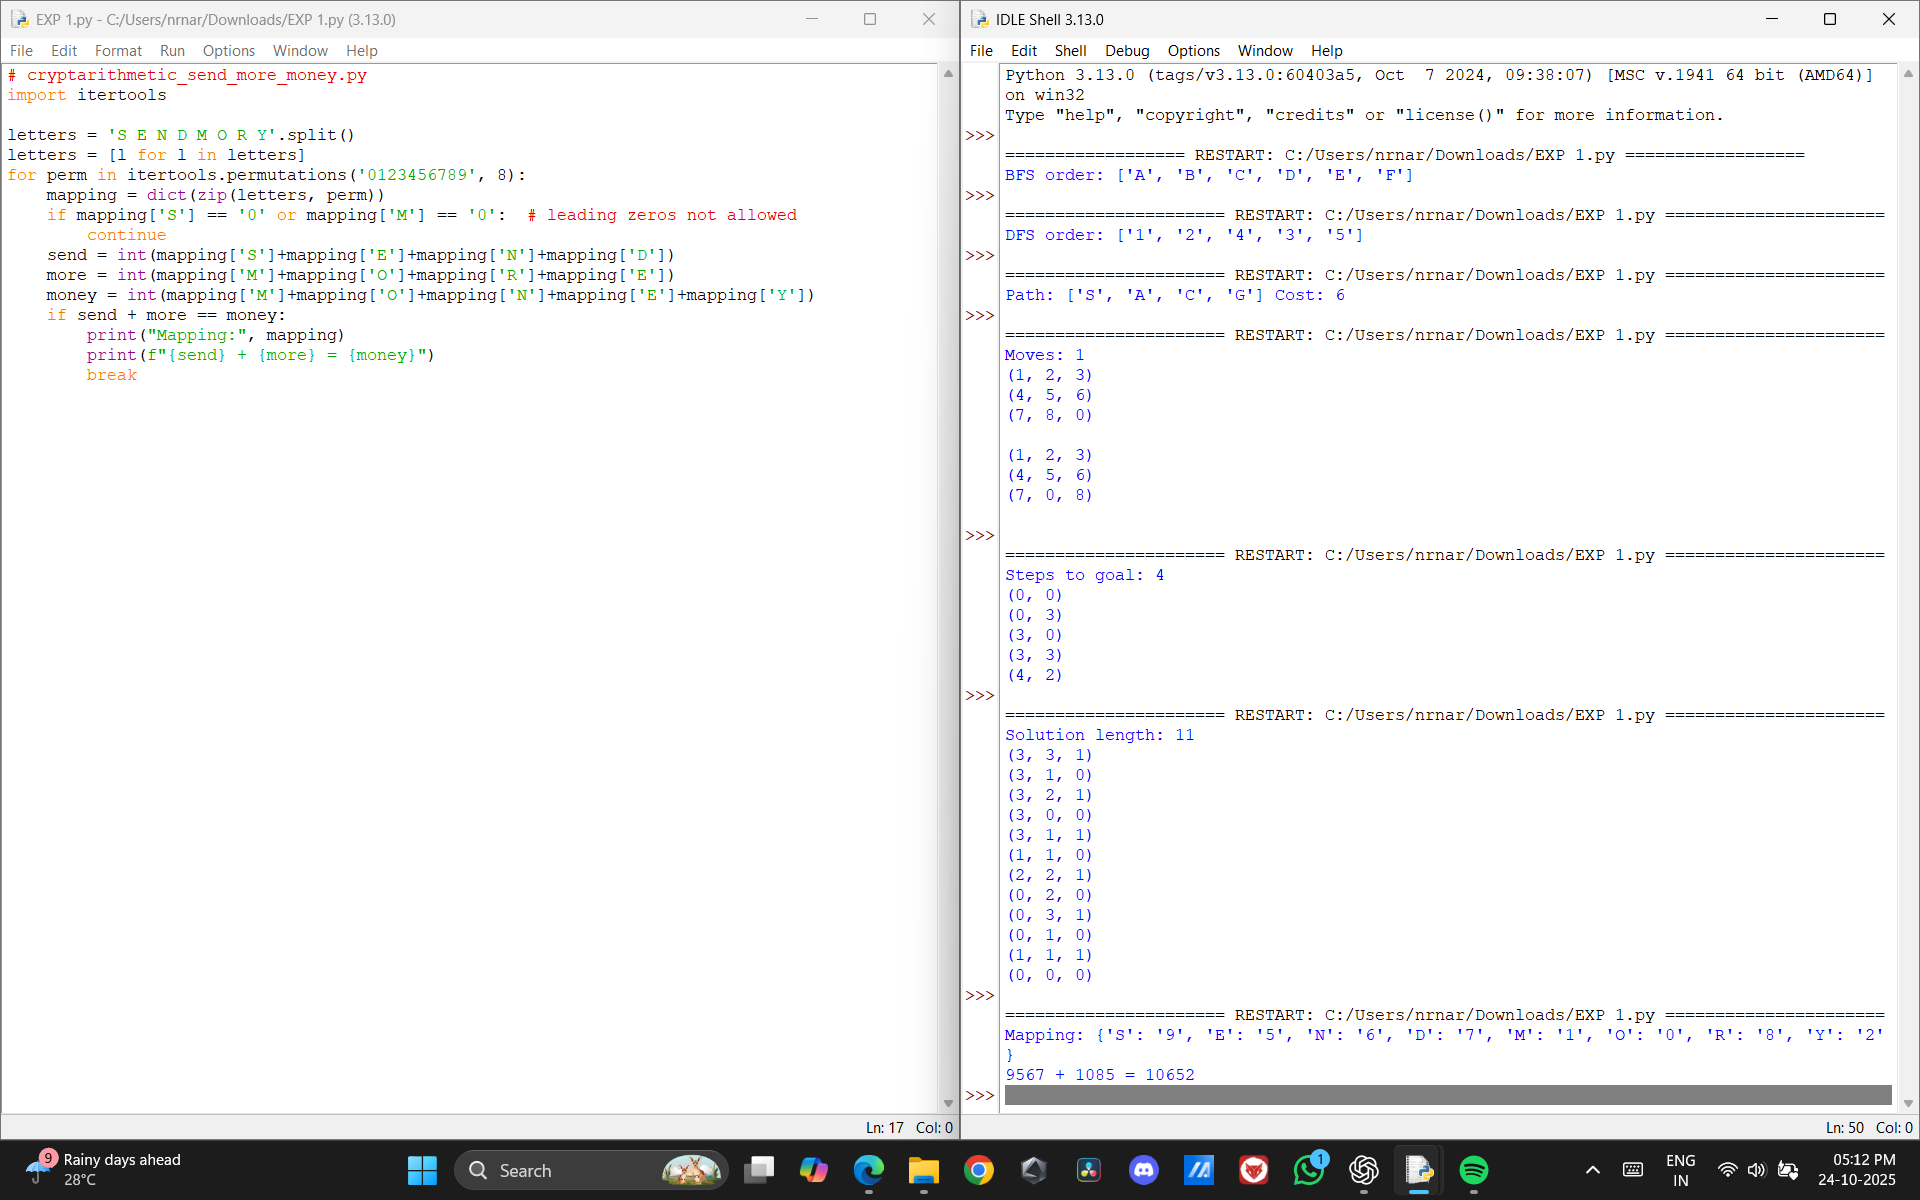 EXP 1.py - C:/Users/nrnar/Downloads/EXP 1.py (3.13.0)
File Edit Format Run Options Window Help
# cryptarithmetic_send_more_money.py
import itertools

letters = 'S E N D M O R Y'.split()
letters = [l for l in letters]
for perm in itertools.permutations('0123456789', 8):
    mapping = dict(zip(letters, perm))
    if mapping['S'] == '0' or mapping['M'] == '0':  # leading zeros not allowed
        continue
    send = int(mapping['S']+mapping['E']+mapping['N']+mapping['D'])
    more = int(mapping['M']+mapping['O']+mapping['R']+mapping['E'])
    money = int(mapping['M']+mapping['O']+mapping['N']+mapping['E']+mapping['Y'])
    if send + more == money:
        print("Mapping:", mapping)
        print(f"{send} + {more} = {money}")
        break
Ln: 17 Col: 0
IDLE Shell 3.13.0
File Edit Shell Debug Options Window Help
Python 3.13.0 (tags/v3.13.0:60403a5, Oct  7 2024, 09:38:07) [MSC v.1941 64 bit (AMD64)]
on win32
Type "help", "copyright", "credits" or "license()" for more information.
>>>
================== RESTART: C:/Users/nrnar/Downloads/EXP 1.py ==================
BFS order: ['A', 'B', 'C', 'D', 'E', 'F']
>>>
====================== RESTART: C:/Users/nrnar/Downloads/EXP 1.py ======================
DFS order: ['1', '2', '4', '3', '5']
>>>
====================== RESTART: C:/Users/nrnar/Downloads/EXP 1.py ======================
Path: ['S', 'A', 'C', 'G'] Cost: 6
>>>
====================== RESTART: C:/Users/nrnar/Downloads/EXP 1.py ======================
Moves: 1
(1, 2, 3)
(4, 5, 6)
(7, 8, 0)

(1, 2, 3)
(4, 5, 6)
(7, 0, 8)

>>>
====================== RESTART: C:/Users/nrnar/Downloads/EXP 1.py ======================
Steps to goal: 4
(0, 0)
(0, 3)
(3, 0)
(3, 3)
(4, 2)
>>>
====================== RESTART: C:/Users/nrnar/Downloads/EXP 1.py ======================
Solution length: 11
(3, 3, 1)
(3, 1, 0)
(3, 2, 1)
(3, 0, 0)
(3, 1, 1)
(1, 1, 0)
(2, 2, 1)
(0, 2, 0)
(0, 3, 1)
(0, 1, 0)
(1, 1, 1)
(0, 0, 0)
>>>
====================== RESTART: C:/Users/nrnar/Downloads/EXP 1.py ======================
Mapping: {'S': '9', 'E': '5', 'N': '6', 'D': '7', 'M': '1', 'O': '0', 'R': '8', 'Y': '2'
}
9567 + 1085 = 10652
>>>
Ln: 50 Col: 0
9
Rainy days ahead
28°C
Search
1
ENG
IN
05:12 PM
24-10-2025